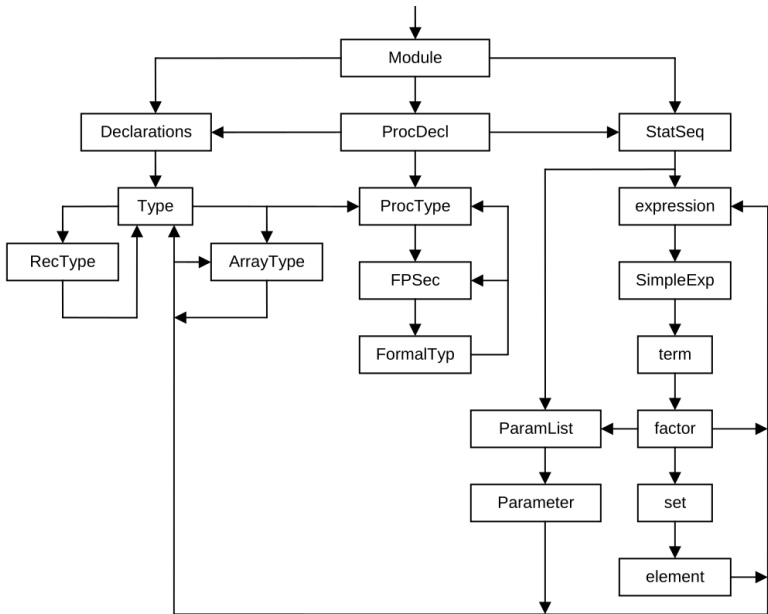 Module
Declarations
ProcDecl
StatSeq
Type
ProcType
expression
RecType
ArrayType
FPSec
SimpleExp
FormalTyp
term
ParamList
factor
Parameter
set
element